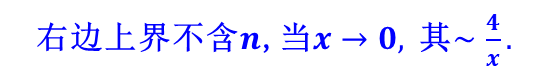 右边上界不含n, 当x → 0, 其~ 4/x.